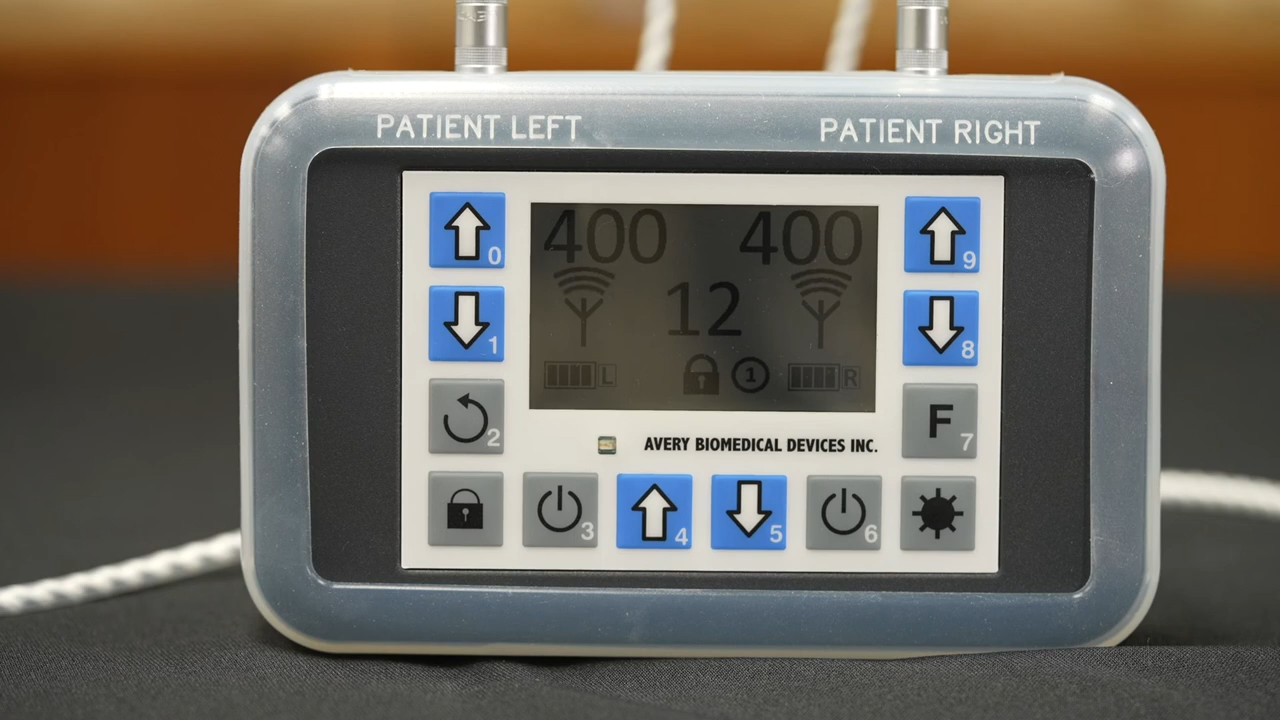 PATIENT LEFT PATIENT RIGHT
0 400 400 9
1 12 8
L 1 R
2 F 7
AVERY BIOMEDICAL DEVICES INC.
3 4 5 6